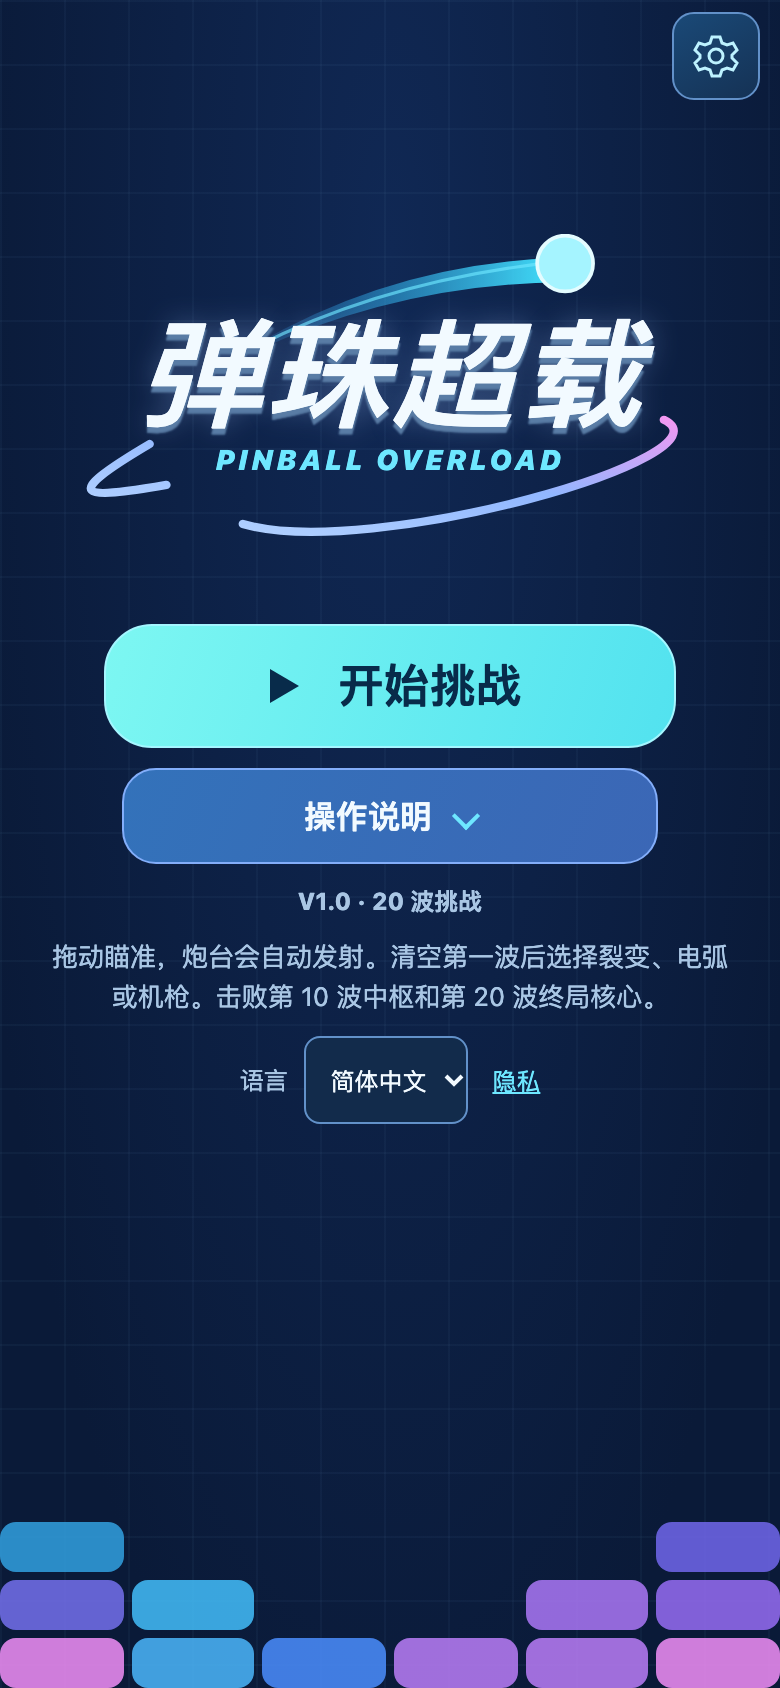 弹珠超载
PINBALL OVERLOAD
开始挑战
操作说明
V1.0 · 20 波挑战
拖动瞄准，炮台会自动发射。清空第一波后选择裂变、电弧
或机枪。击败第 10 波中枢和第 20 波终局核心。
语言 简体中文 隐私